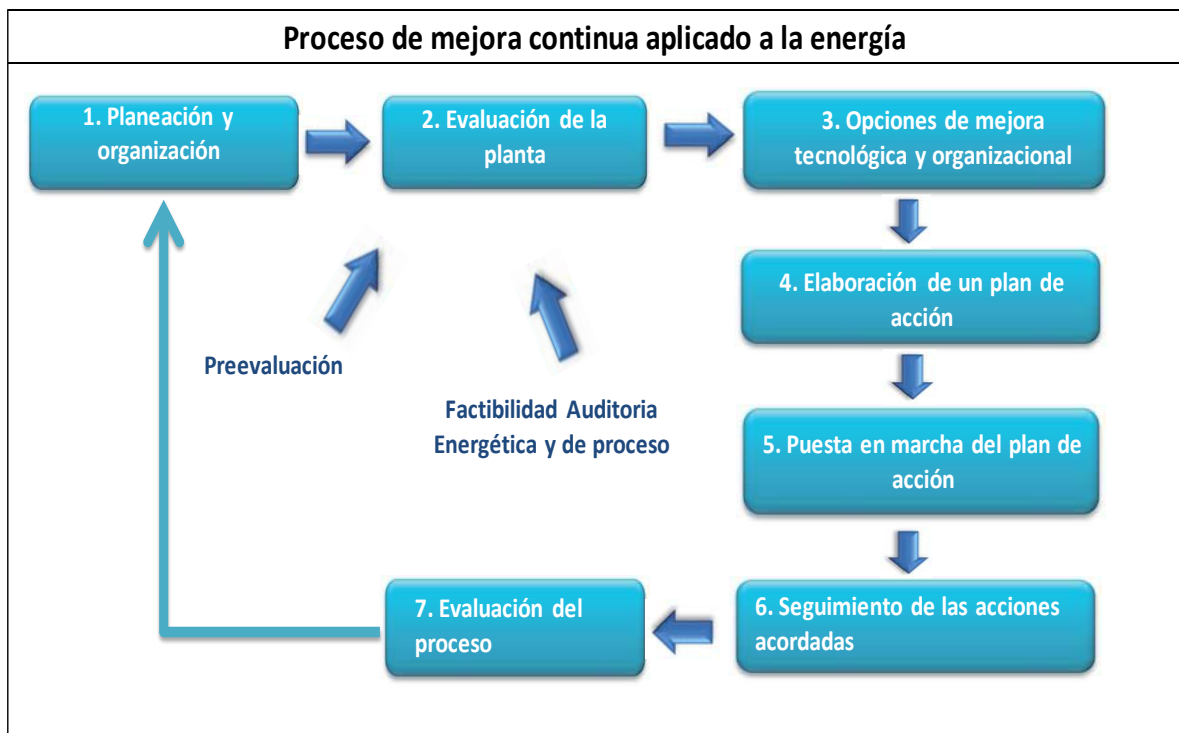 Proceso de mejora continua aplicado a la energía
1. Planeación y
organización
2. Evaluación de la
planta
3. Opciones de mejora
tecnológica y organizacional
4. Elaboración de un plan de
acción
Preevaluación
Factibilidad Auditoria
Energética y de proceso
5. Puesta en marcha del plan de
acción
6. Seguimiento de las acciones
acordadas
7. Evaluación del
proceso